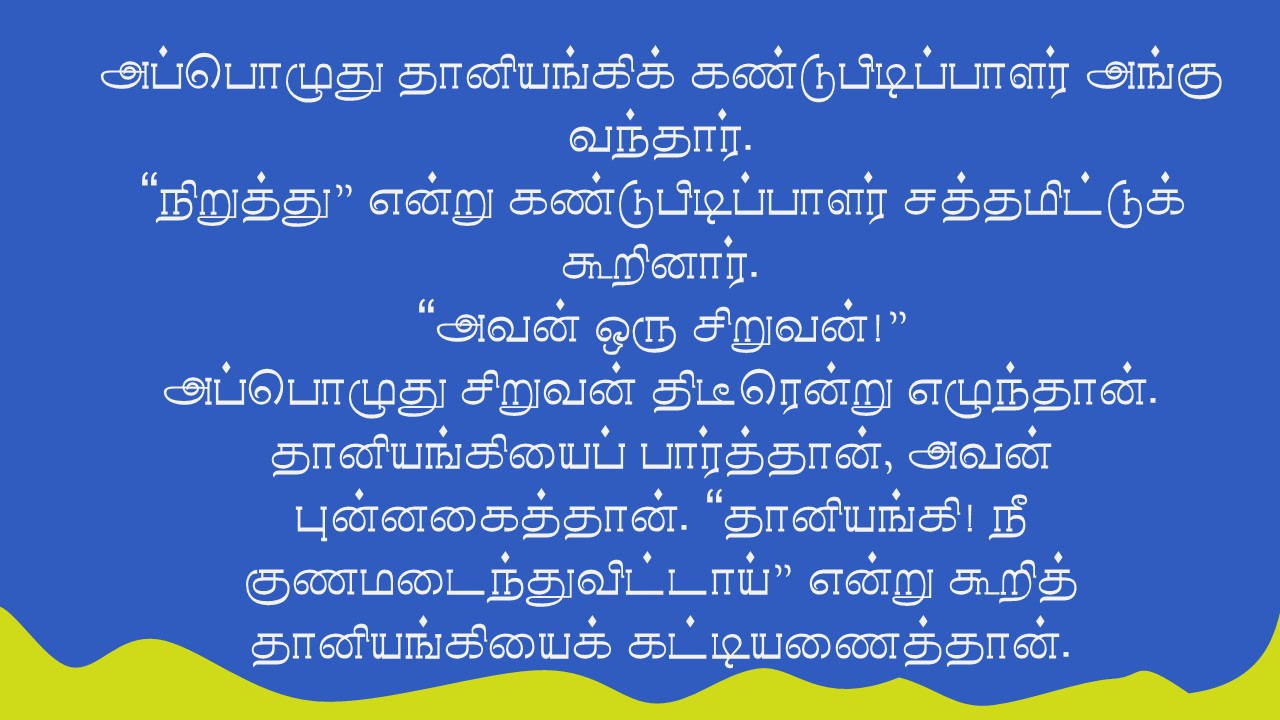 அப்பொழுது தானியங்கிக் கண்டுபிடிப்பாளர் அங்கு
வந்தார்.
“நிறுத்து” என்று கண்டுபிடிப்பாளர் சத்தமிட்டுக்
கூறினார்.
“அவன் ஒரு சிறுவன்!”
அப்பொழுது சிறுவன் திடீரென்று எழுந்தான்.
தானியங்கியைப் பார்த்தான், அவன்
புன்னகைத்தான். “தானியங்கி! நீ
குணமடைந்துவிட்டாய்” என்று கூறித்
தானியங்கியைக் கட்டியணைத்தான்.